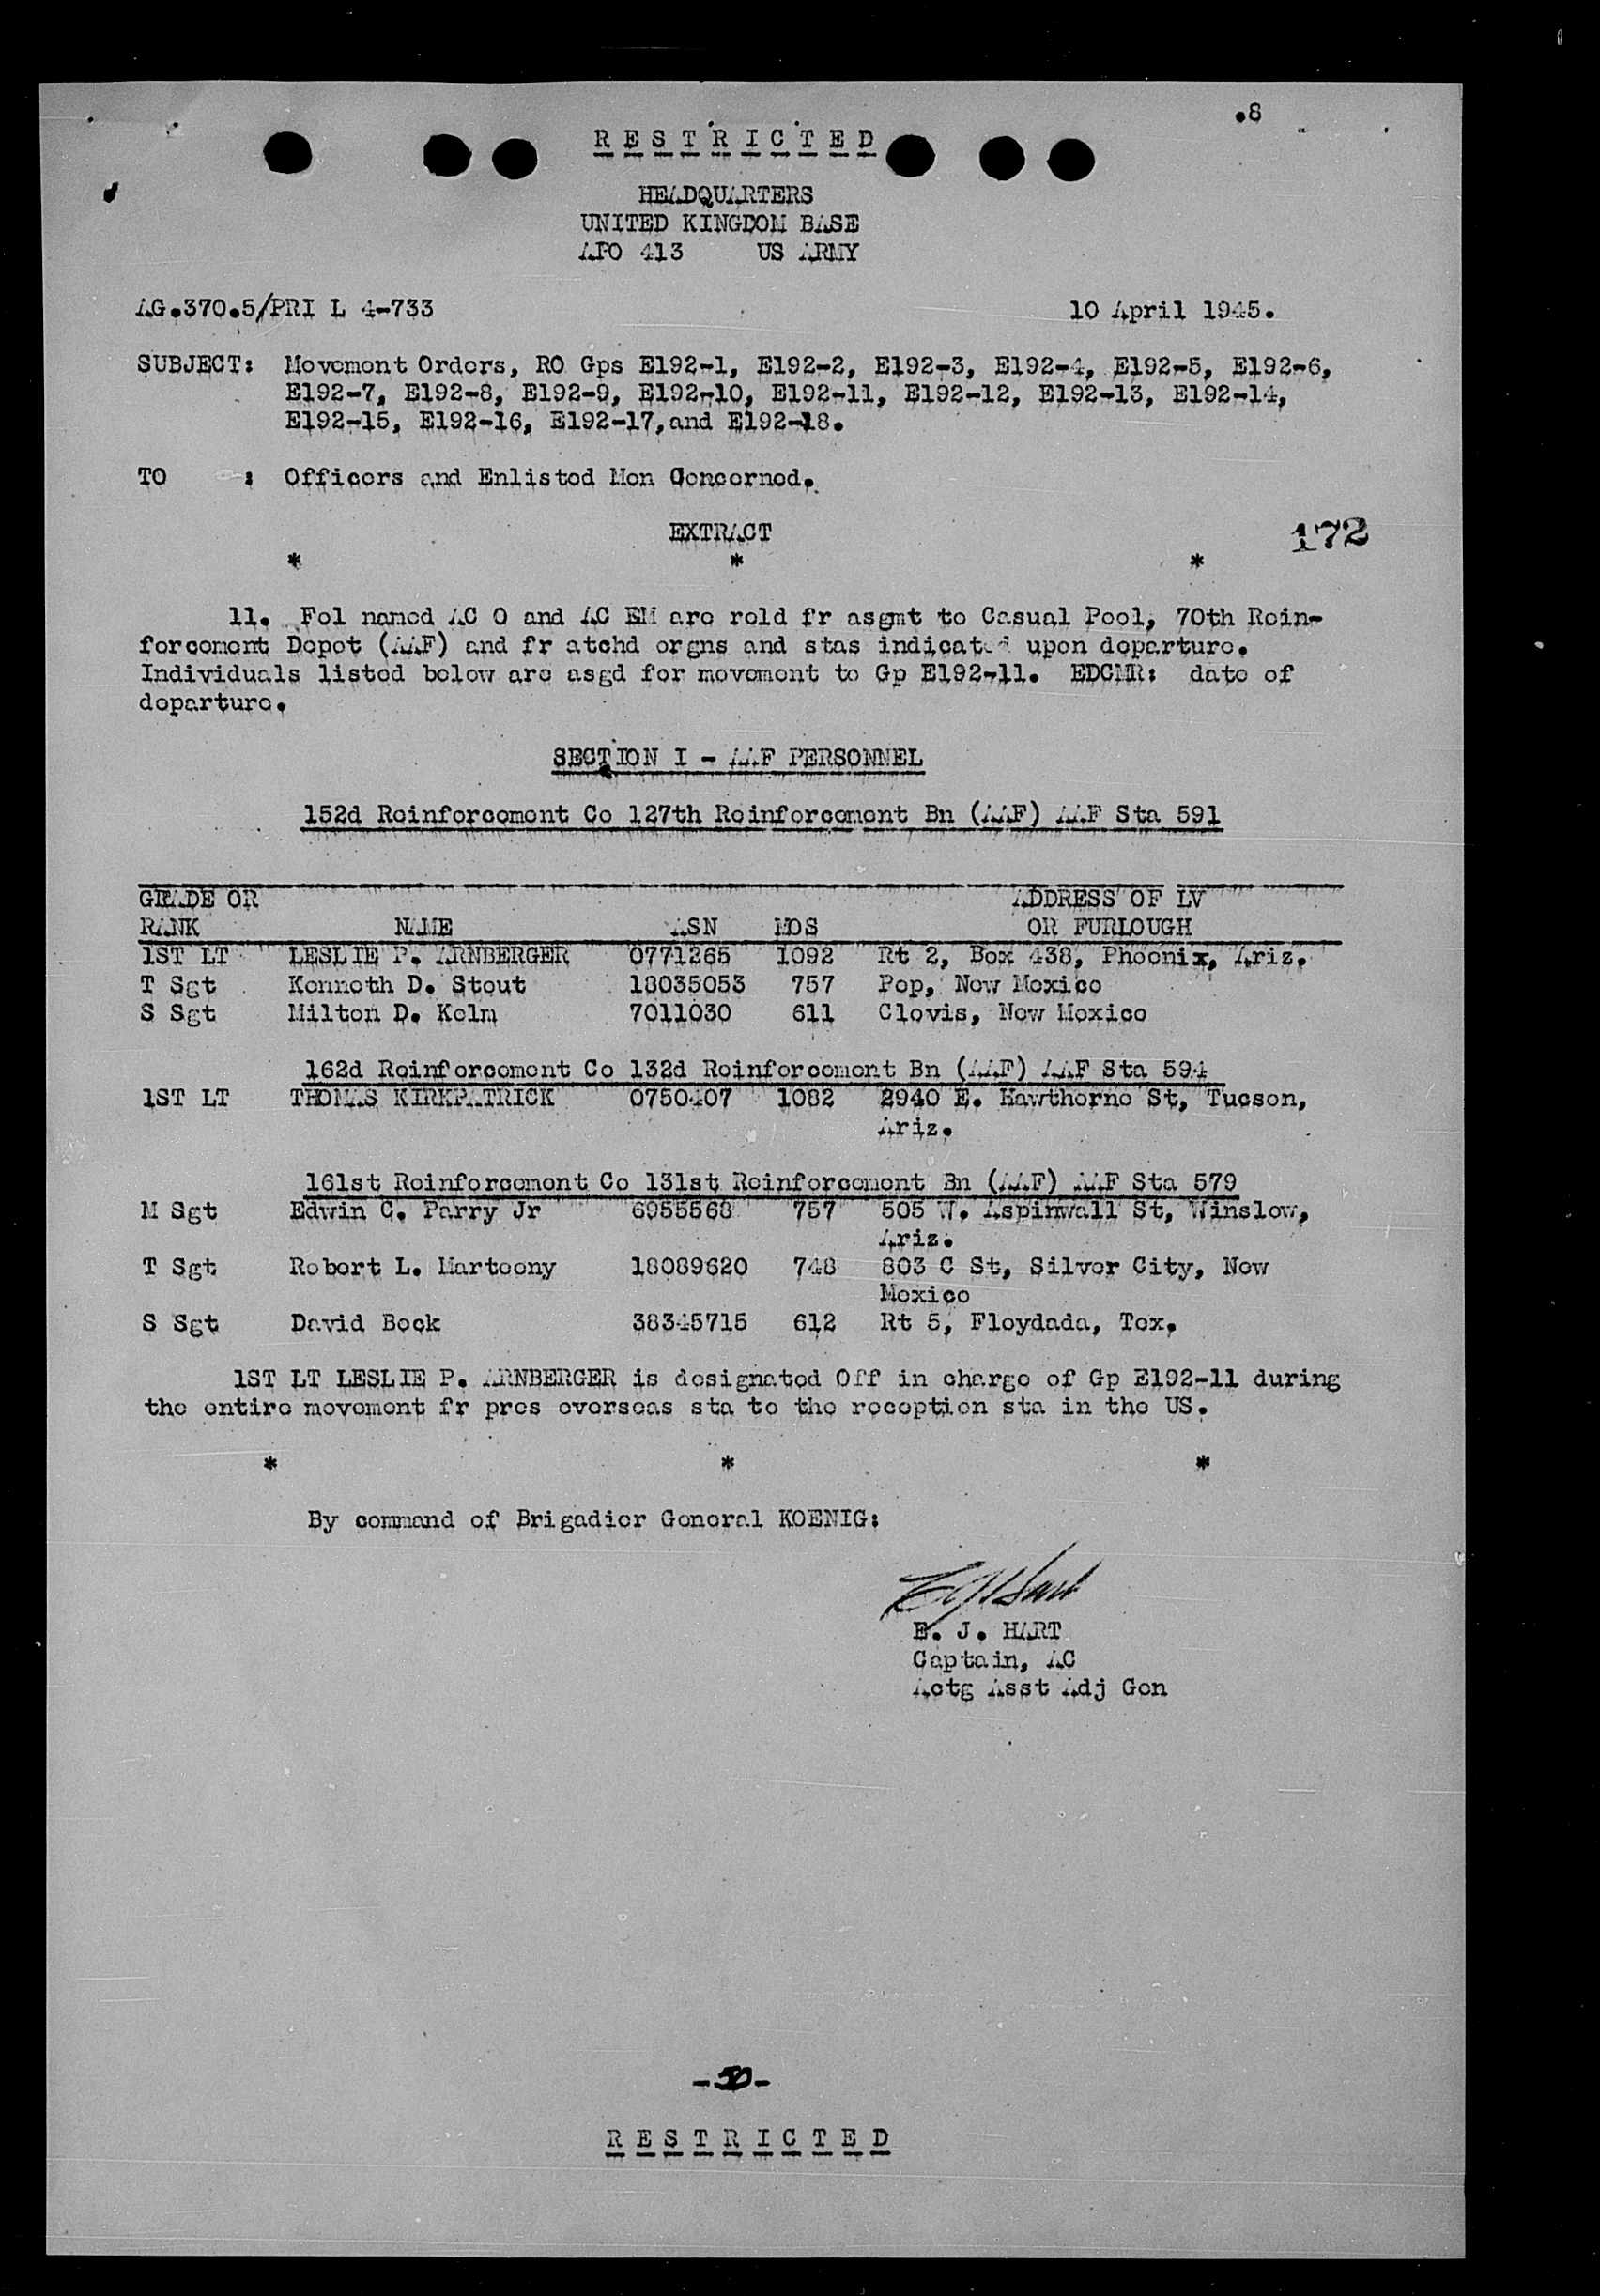 .8
RESTRICTED
HEADQUARTERS
UNITED KINGDOM BASE
APO 413 US ARMY
AG.370.5/PRI L 4-733 10 April 1945.
SUBJECT: Movement Orders, RO Gps E192-1, E192-2, E192-3, E192-4, E192-5, E192-6,
E192-7, E192-8, E192-9, E192-10, E192-11, E192-12, E192-13, E192-14,
E192-15, E192-16, E192-17, and E192-18.
TO : Officers and Enlisted Men Concerned.
EXTRACT
172
* * *
11. Fol named AC O and AC EM are reld fr asgmt to Casual Pool, 70th Rein-
forcement Depot (AAF) and fr atchd orgns and stas indicated upon departure.
Individuals listed below are asgd for movement to Gp E192-11. EDCMR: date of
departure.
SECTION I - AAF PERSONNEL
152d Reinforcement Co 127th Reinforcement Bn (AAF) AAF Sta 591
GRADE OR ADDRESS OF LV
RANK NAME ASN MOS OR FURLOUGH
1ST LT LESLIE P. ARNBERGER 0771265 1092 Rt 2, Box 438, Phoenix, Ariz.
T Sgt Kenneth D. Stout 18035053 757 Pep, New Mexico
S Sgt Milton D. Kelm 7011030 611 Clovis, New Mexico
162d Reinforcement Co 132d Reinforcement Bn (AAF) AAF Sta 594
1ST LT THOMAS KIRKPATRICK 0750407 1082 2940 E. Hawthorne St, Tucson,
Ariz.
161st Reinforcement Co 131st Reinforcement Bn (AAF) AAF Sta 579
M Sgt Edwin C. Parry Jr 6955568 757 505 W. Aspinwall St, Winslow,
Ariz.
T Sgt Robert L. Marteeny 18089620 748 803 C St, Silver City, New
Mexico
S Sgt David Beck 38345715 612 Rt 5, Floydada, Tex.
1ST LT LESLIE P. ARNBERGER is designated Off in charge of Gp E192-11 during
the entire movement fr pres overseas sta to the reception sta in the US.
* * *
By command of Brigadier General KOENIG:
E J Hart
E. J. HART
Captain, AC
Actg Asst Adj Gen
-50-
RESTRICTED